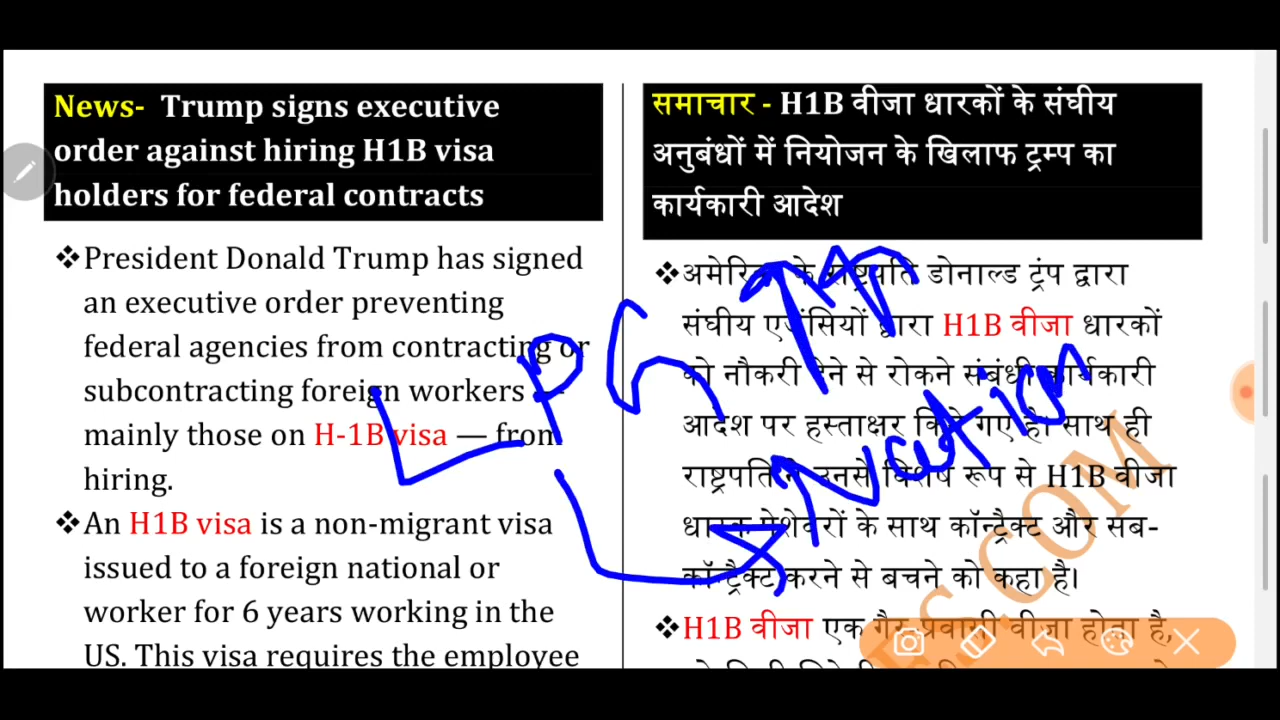 News-  Trump signs executive
order against hiring H1B visa
holders for federal contracts
❖President Donald Trump has signed
an executive order preventing
federal agencies from contracting or
subcontracting foreign workers —
mainly those on H-1B visa — from
hiring.
❖An H1B visa is a non-migrant visa
issued to a foreign national or
worker for 6 years working in the
US. This visa requires the employee
समाचार - H1B वीजा धारकों के संघीय
अनुबंधों में नियोजन के खिलाफ ट्रम्प का
कार्यकारी आदेश
❖अमेरिका के राष्ट्रपति डोनाल्ड ट्रंप द्वारा
संघीय एजेंसियों द्वारा H1B वीजा धारकों
को नौकरी देने से रोकने संबंधी कार्यकारी
आदेश पर हस्ताक्षर किये गए है। साथ ही
राष्ट्रपति ने उनसे विशेष रूप से H1B वीजा
धारक पेशेवरों के साथ कॉन्ट्रैक्ट और सब-
कॉन्ट्रैक्ट करने से बचने को कहा है।
❖H1B वीजा एक गैर-प्रवासी वीजा होता है,
LPG
Nation
.COM